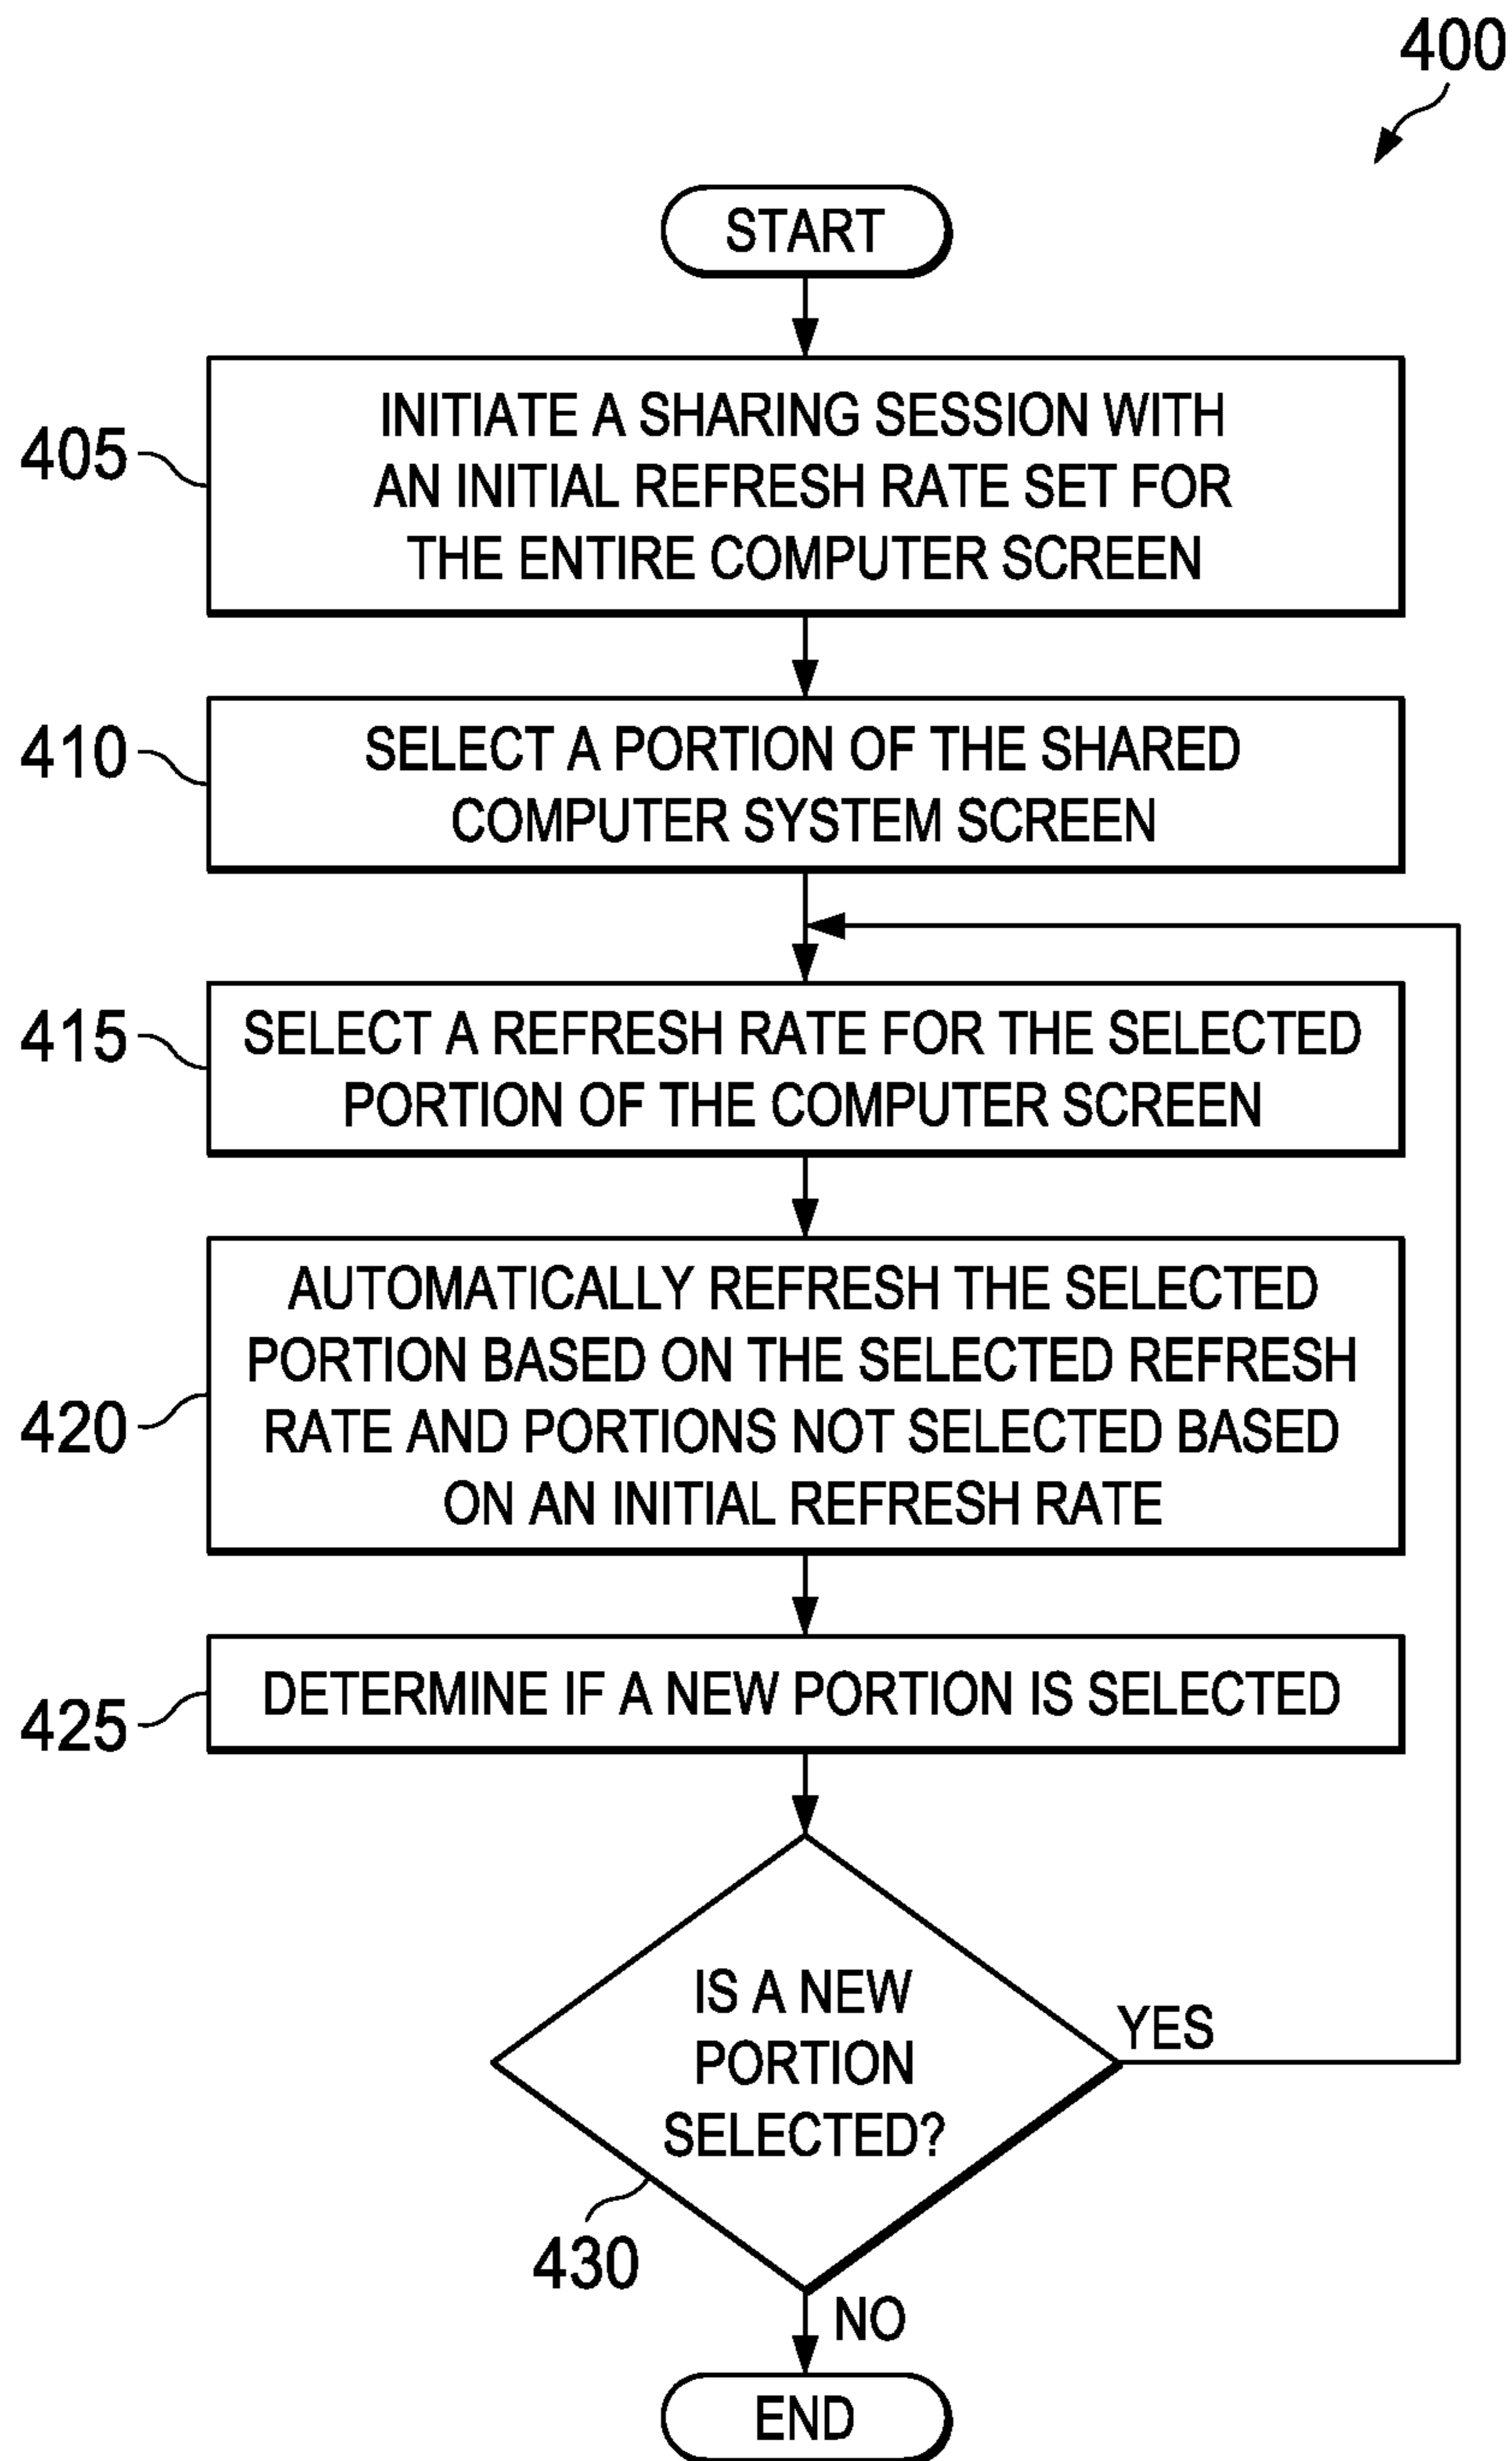 400
START
405
INITIATE A SHARING SESSION WITH
AN INITIAL REFRESH RATE SET FOR
THE ENTIRE COMPUTER SCREEN
410
SELECT A PORTION OF THE SHARED
COMPUTER SYSTEM SCREEN
415
SELECT A REFRESH RATE FOR THE SELECTED
PORTION OF THE COMPUTER SCREEN
420
AUTOMATICALLY REFRESH THE SELECTED
PORTION BASED ON THE SELECTED REFRESH
RATE AND PORTIONS NOT SELECTED BASED
ON AN INITIAL REFRESH RATE
425
DETERMINE IF A NEW PORTION IS SELECTED
IS A NEW
PORTION
SELECTED?
YES
430
NO
END